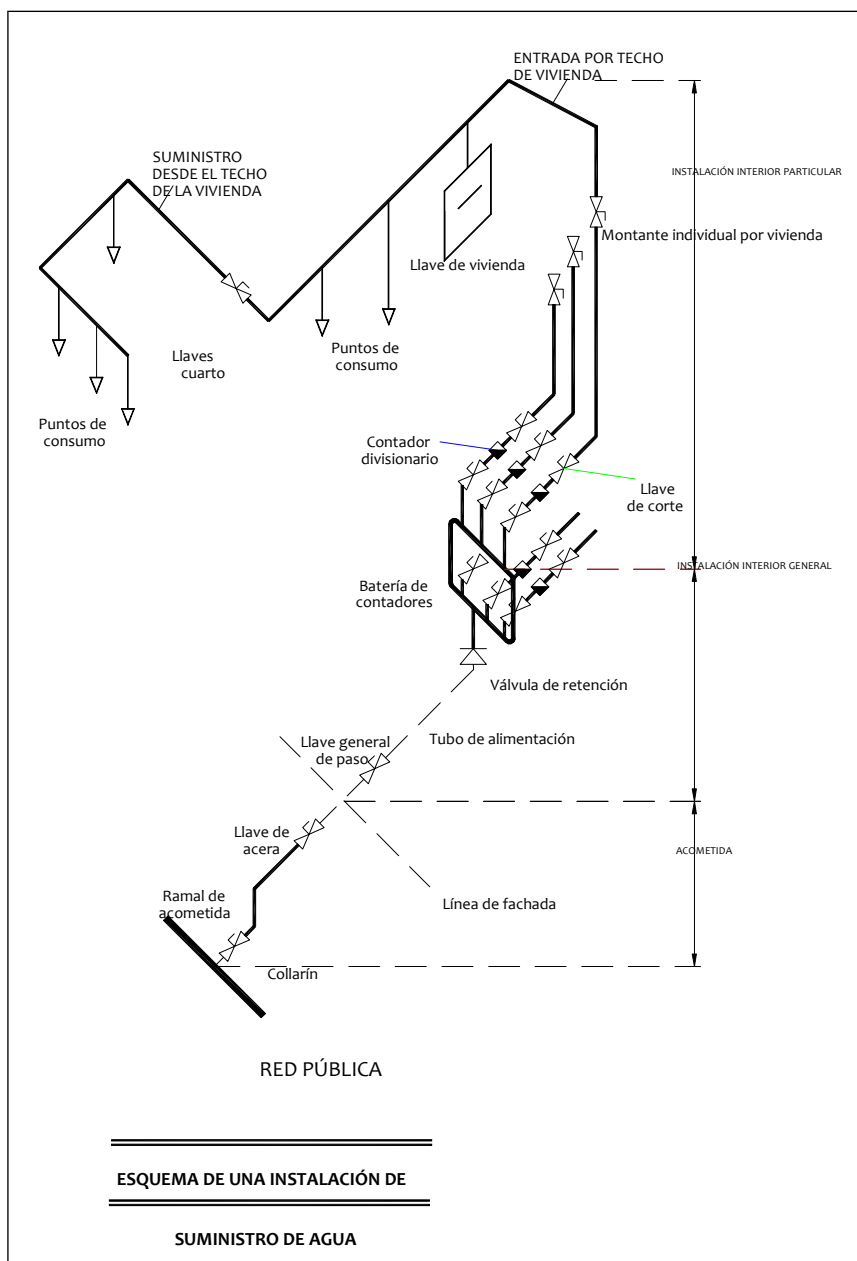 ENTRADA POR TECHO
DE VIVIENDA
SUMINISTRO
DESDE EL TECHO
DE LA VIVIENDA
INSTALACIÓN INTERIOR PARTICULAR
Montante individual por vivienda
Llave de vivienda
Llaves
cuarto
Puntos de
consumo
Puntos de
consumo
Contador
divisionario
Llave
de corte
INSTALACIÓN INTERIOR GENERAL
Batería de
contadores
Válvula de retención
Llave general
de paso
Tubo de alimentación
Llave de
acera
ACOMETIDA
Ramal de
acometida
Línea de fachada
Collarín
RED PÚBLICA
ESQUEMA DE UNA INSTALACIÓN DE
SUMINISTRO DE AGUA